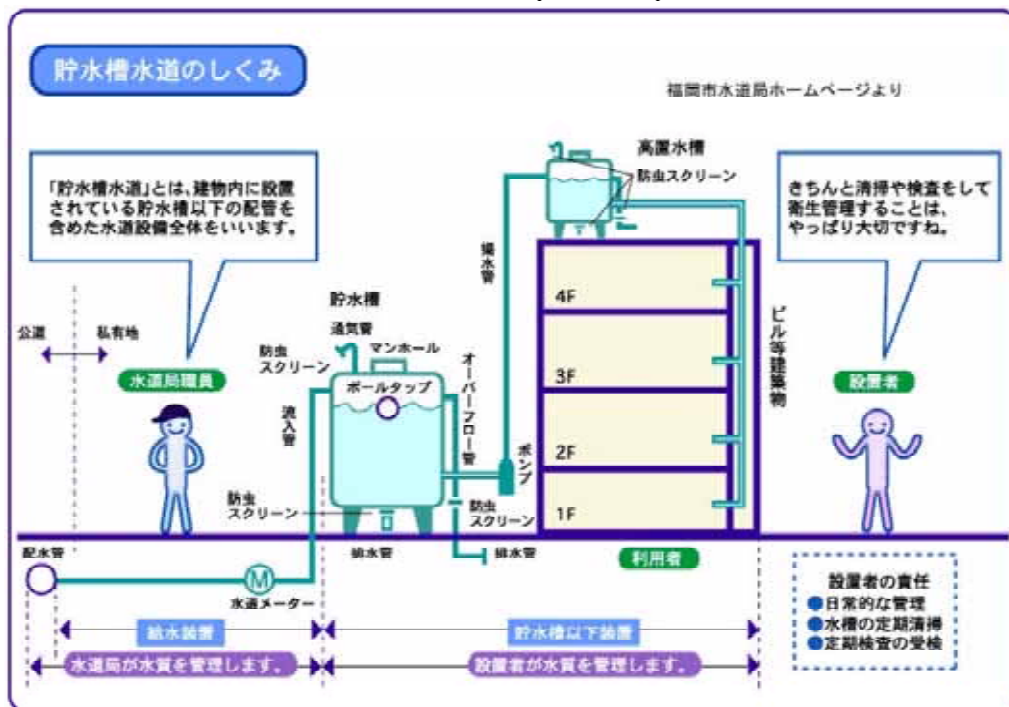 貯水槽水道のしくみ
福岡市水道局ホームページより
「貯水槽水道」とは、建物内に設置
されている貯水槽以下の配管を
含めた水道設備全体をいいます。
きちんと清掃や検査をして
衛生管理することは、
やっぱり大切ですね。
高置水槽
防虫スクリーン
揚水管
貯水槽
通気管
マンホール
防虫
スクリーン
ボールタップ
オーバーフロー管
流入管
公道
私有地
水道局職員
設置者
ビル等建築物
4F
3F
2F
1F
ポンプ
防虫
スクリーン
防虫
スクリーン
配水管
排水管
排水管
利用者
M
水道メーター
給水装置
貯水槽以下装置
水道局が水質を管理します。
設置者が水質を管理します。
設置者の責任
●日常的な管理
●水槽の定期清掃
●定期検査の受検